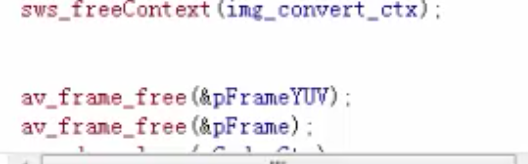 sws_freeContext(img_convert_ctx);
av_frame_free(&pFrameYUV);
av_frame_free(&pFrame);